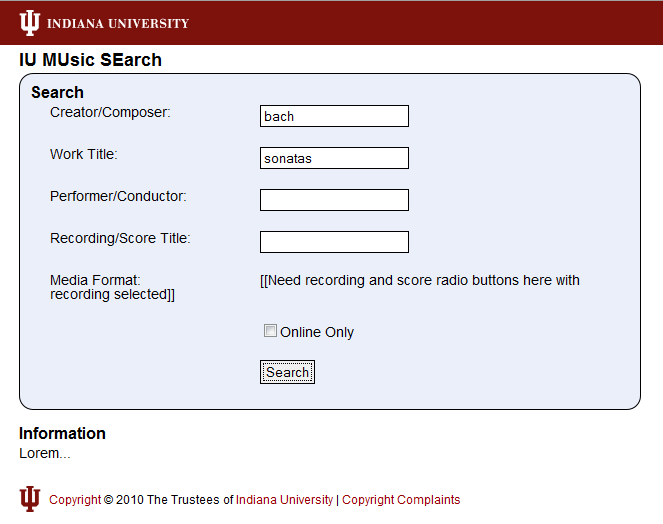 INDIANA UNIVERSITY
IU MUsic SEarch
Search
Creator/Composer: bach
Work Title: sonatas
Performer/Conductor:
Recording/Score Title:
Media Format: [[Need recording and score radio buttons here with
recording selected]]
Online Only
Search
Information
Lorem...
Copyright © 2010 The Trustees of Indiana University | Copyright Complaints